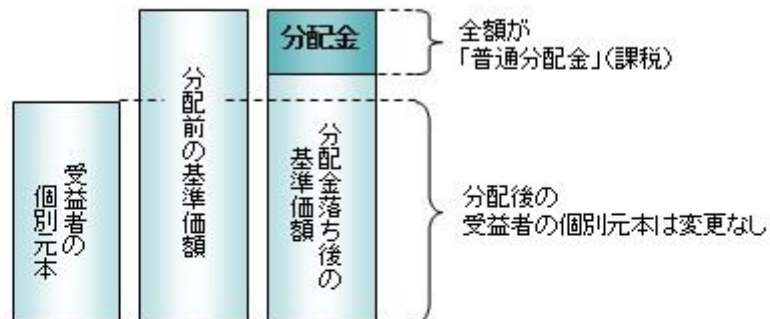 受益者の
個別元本
分配前の基準価額
分配金
分配金落ち後の
基準価額
全額が
「普通分配金」(課税)
分配後の
受益者の個別元本は変更なし